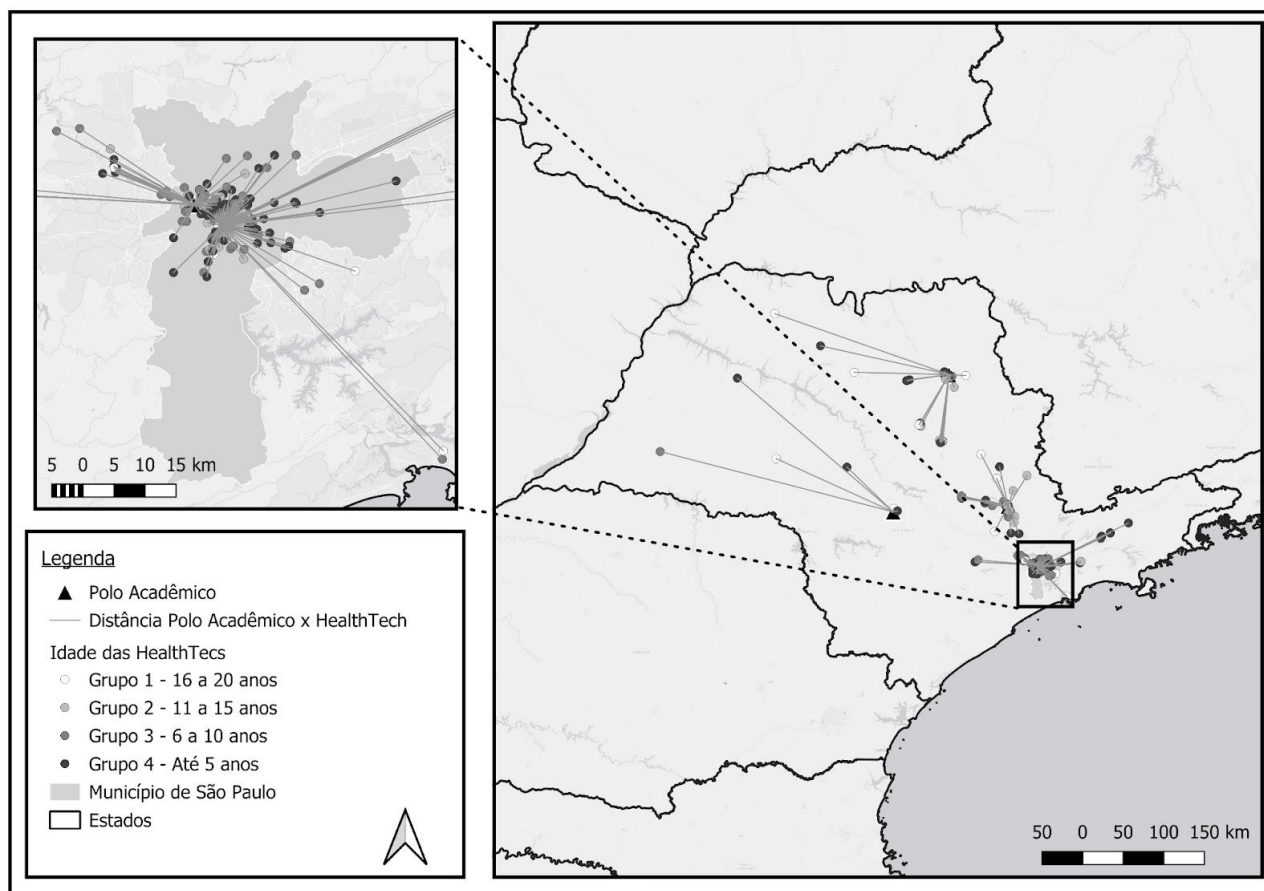 5 0 5 10 15 km
Legenda
Polo Acadêmico
Distância Polo Acadêmico x HealthTech
Idade das HealthTecs
Grupo 1 - 16 a 20 anos
Grupo 2 - 11 a 15 anos
Grupo 3 - 6 a 10 anos
Grupo 4 - Até 5 anos
Município de São Paulo
Estados
50 0 50 100 150 km